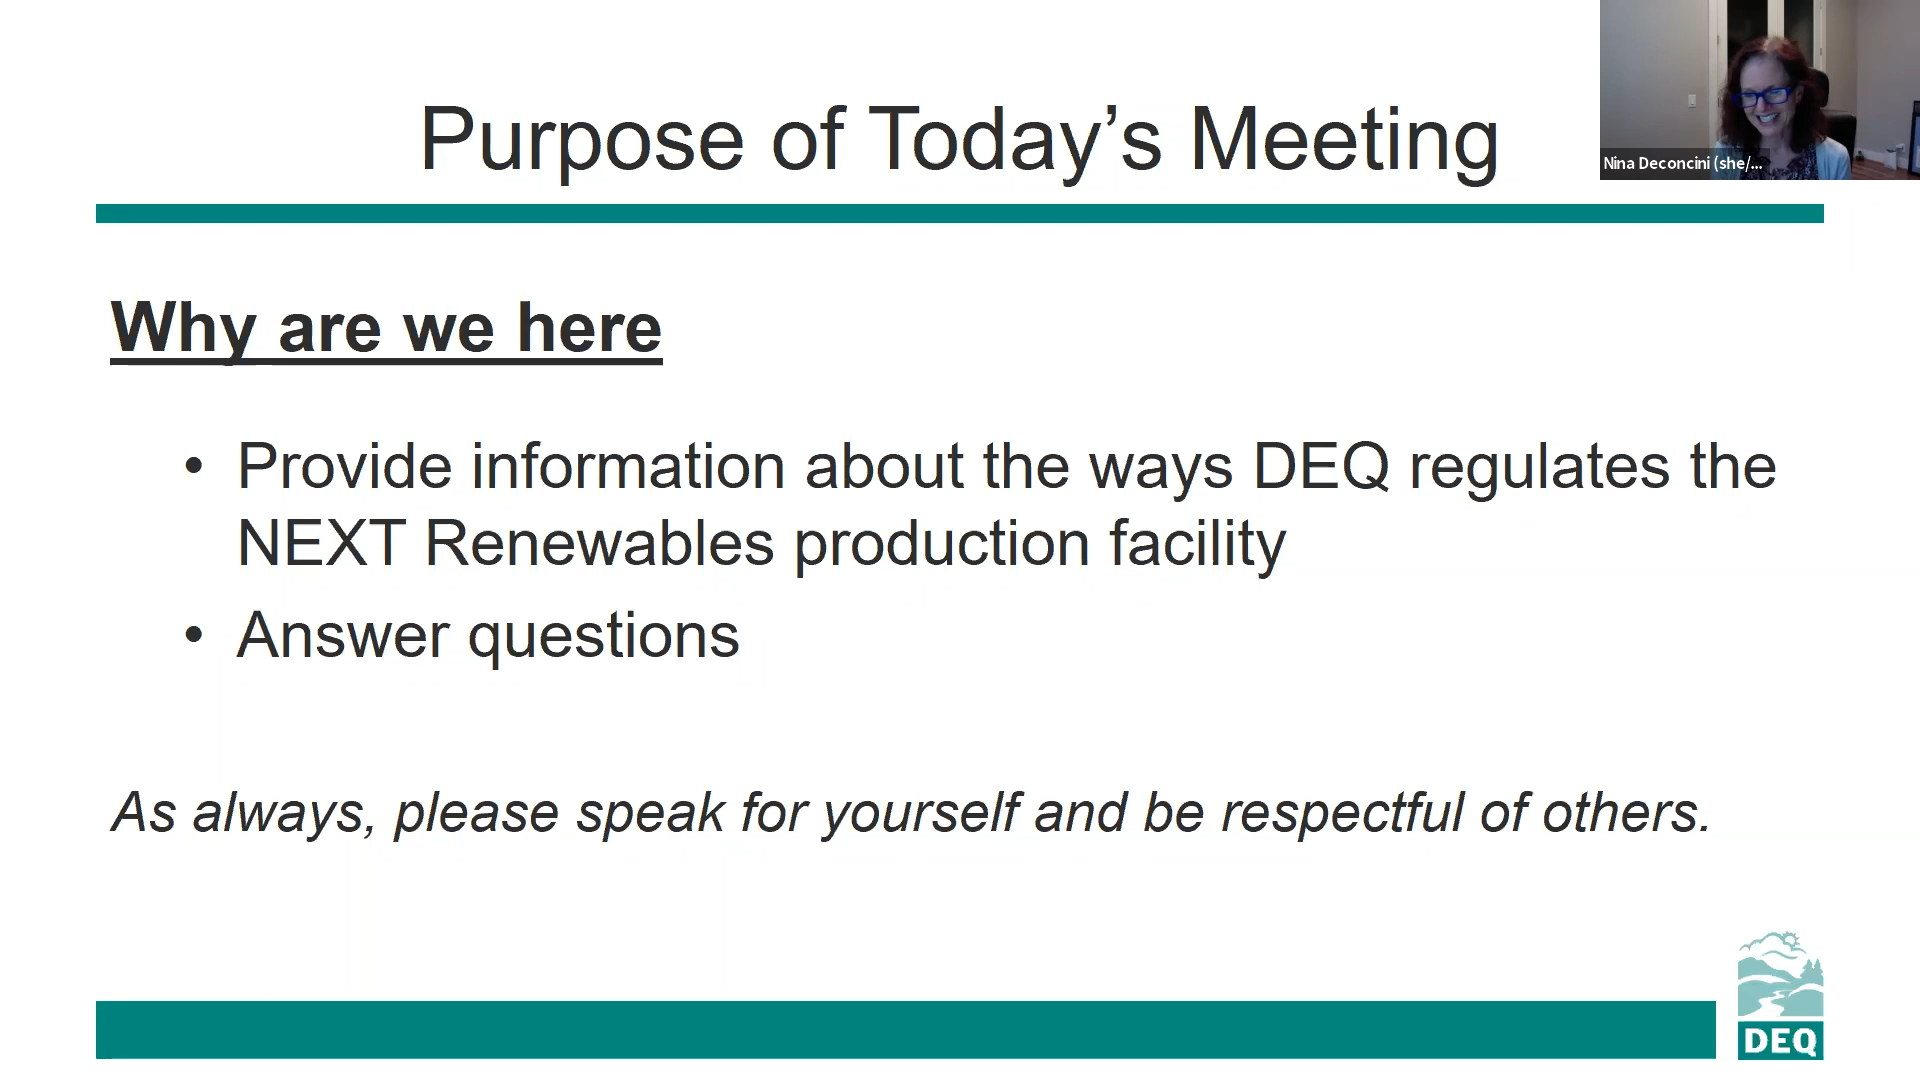 Purpose of Today’s Meeting
Nina Deconcini (she/...
Why are we here
• Provide information about the ways DEQ regulates the
NEXT Renewables production facility
• Answer questions
As always, please speak for yourself and be respectful of others.
DEQ